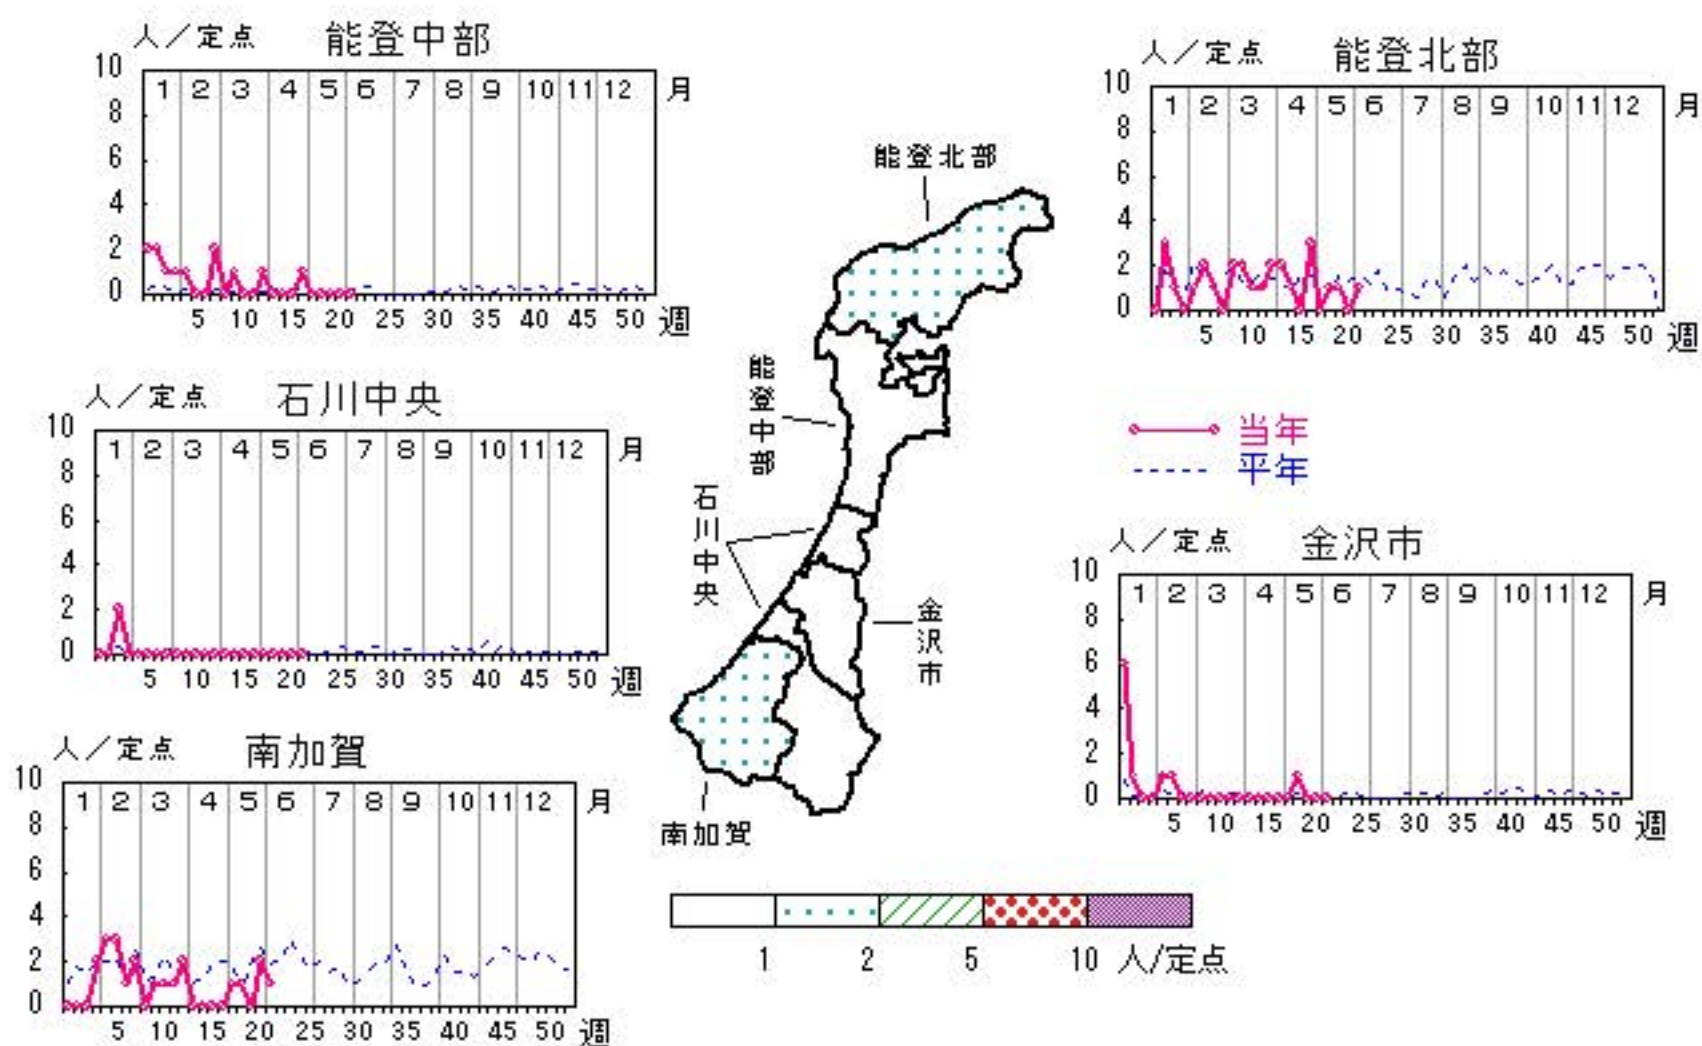 人／定点 能登中部
10 8 6 4 2 0
1 2 3 4 5 6 7 8 9 10 11 12 月
5 10 15 20 25 30 35 40 45 50 週
人／定点 能登北部
10 8 6 4 2 0
1 2 3 4 5 6 7 8 9 10 11 12 月
5 10 15 20 25 30 35 40 45 50 週
能登北部
能登中部
石川中央
金沢市
南加賀
人／定点 石川中央
10 8 6 4 2 0
1 2 3 4 5 6 7 8 9 10 11 12 月
5 10 15 20 25 30 35 40 45 50 週
当年
平年
人／定点 金沢市
10 8 6 4 2 0
1 2 3 4 5 6 7 8 9 10 11 12 月
5 10 15 20 25 30 35 40 45 50 週
人／定点 南加賀
10 8 6 4 2 0
1 2 3 4 5 6 7 8 9 10 11 12 月
5 10 15 20 25 30 35 40 45 50 週
1 2 5 10 人/定点